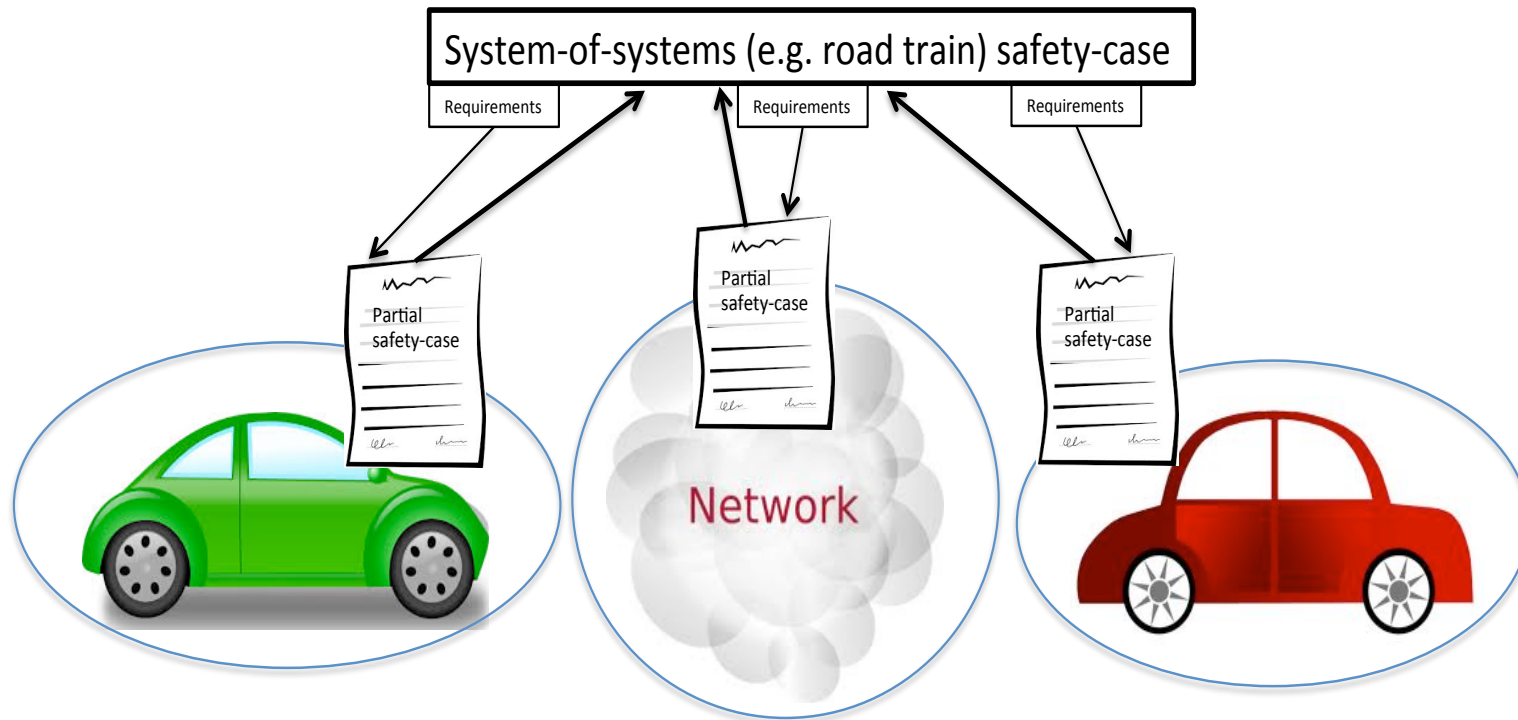 System-of-systems (e.g. road train) safety-case
Requirements
Requirements
Requirements
Partial
safety-case
Partial
safety-case
Partial
safety-case
Network